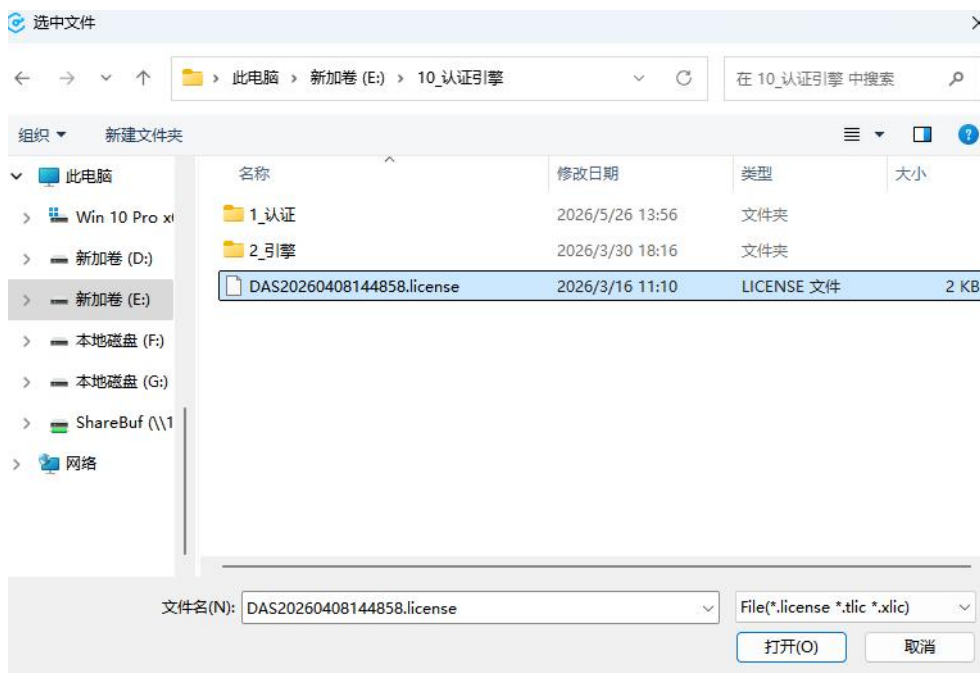 选中文件
此电脑 › 新加卷 (E:) › 10_认证引擎
在 10_认证引擎 中搜索
组织 新建文件夹
此电脑
Win 10 Pro x
新加卷 (D:)
新加卷 (E:)
本地磁盘 (F:)
本地磁盘 (G:)
ShareBuf (\\1
网络
名称 修改日期 类型 大小
1_认证 2026/5/26 13:56 文件夹
2_引擎 2026/3/30 18:16 文件夹
DAS20260408144858.license 2026/3/16 11:10 LICENSE 文件 2 KB
文件名(N): DAS20260408144858.license File(*.license *.tlic *.xlic)
打开(O) 取消